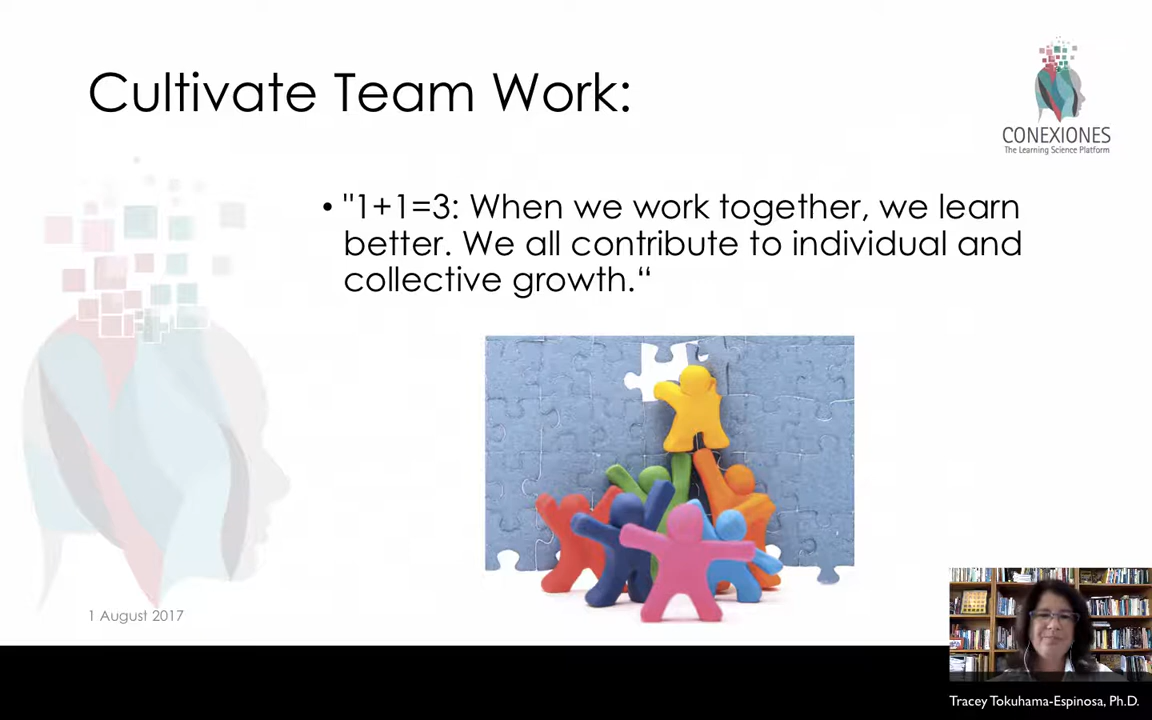 Cultivate Team Work:
CONEXIONES
The Learning Science Platform
• "1+1=3: When we work together, we learn
better. We all contribute to individual and
collective growth.“
1 August 2017
Tracey Tokuhama-Espinosa, Ph.D.